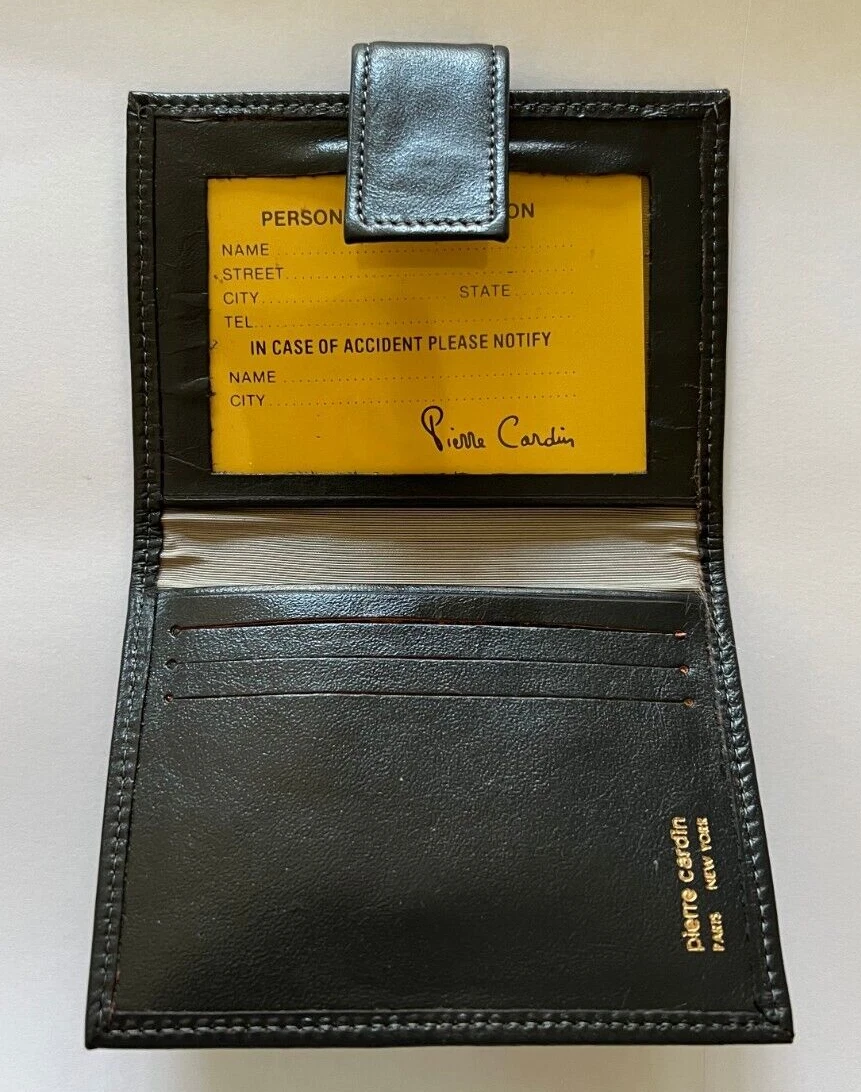 PERSON ON
NAME
STREET
CITY STATE
TEL.
IN CASE OF ACCIDENT PLEASE NOTIFY
NAME
CITY
Pierre Cardin
pierre cardin
PARIS NEW YORK